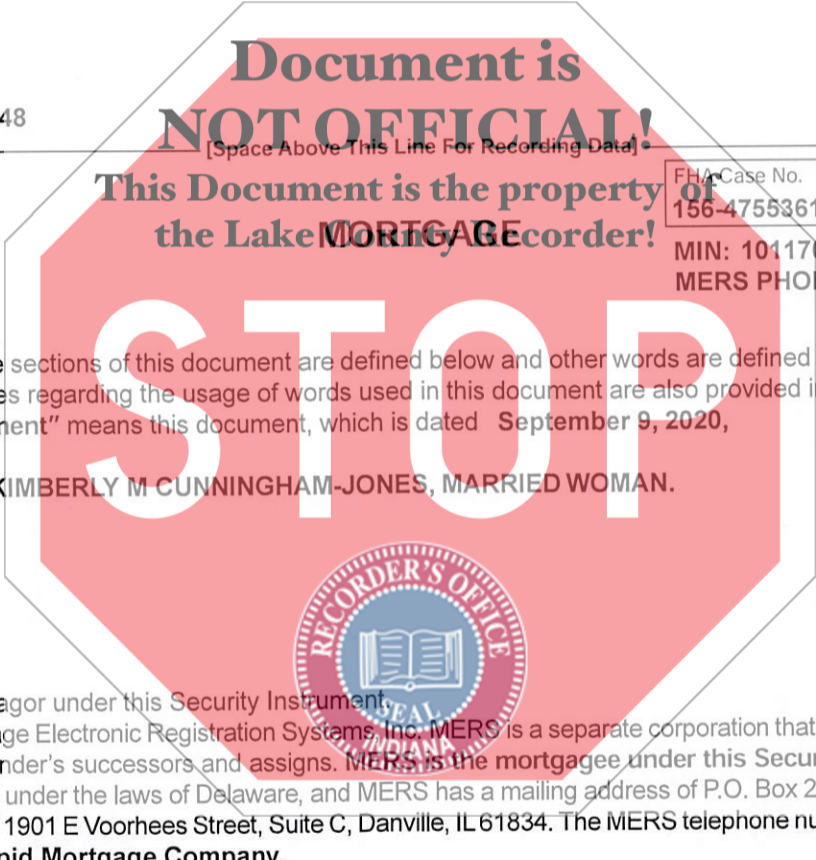 Document is
48
NOT OFFICIAL!
[Space Above This Line For Recording Data]
This Document is the property of
FHA Case No.
156-4755361
the Lake County Recorder!
MORTGAGE
MIN: 10117
MERS PHO
STOP
sections of this document are defined below and other words are defined
es regarding the usage of words used in this document are also provided i
ment” means this document, which is dated September 9, 2020,
KIMBERLY M CUNNINGHAM-JONES, MARRIED WOMAN.
RECORDER'S OFFICE
SEAL
INDIANA
agor under this Security Instrument.
ge Electronic Registration Systems, Inc. MERS is a separate corporation that
nder's successors and assigns. MERS is the mortgagee under this Secu
under the laws of Delaware, and MERS has a mailing address of P.O. Box 2
1901 E Voorhees Street, Suite C, Danville, IL 61834. The MERS telephone nu
pid Mortgage Company